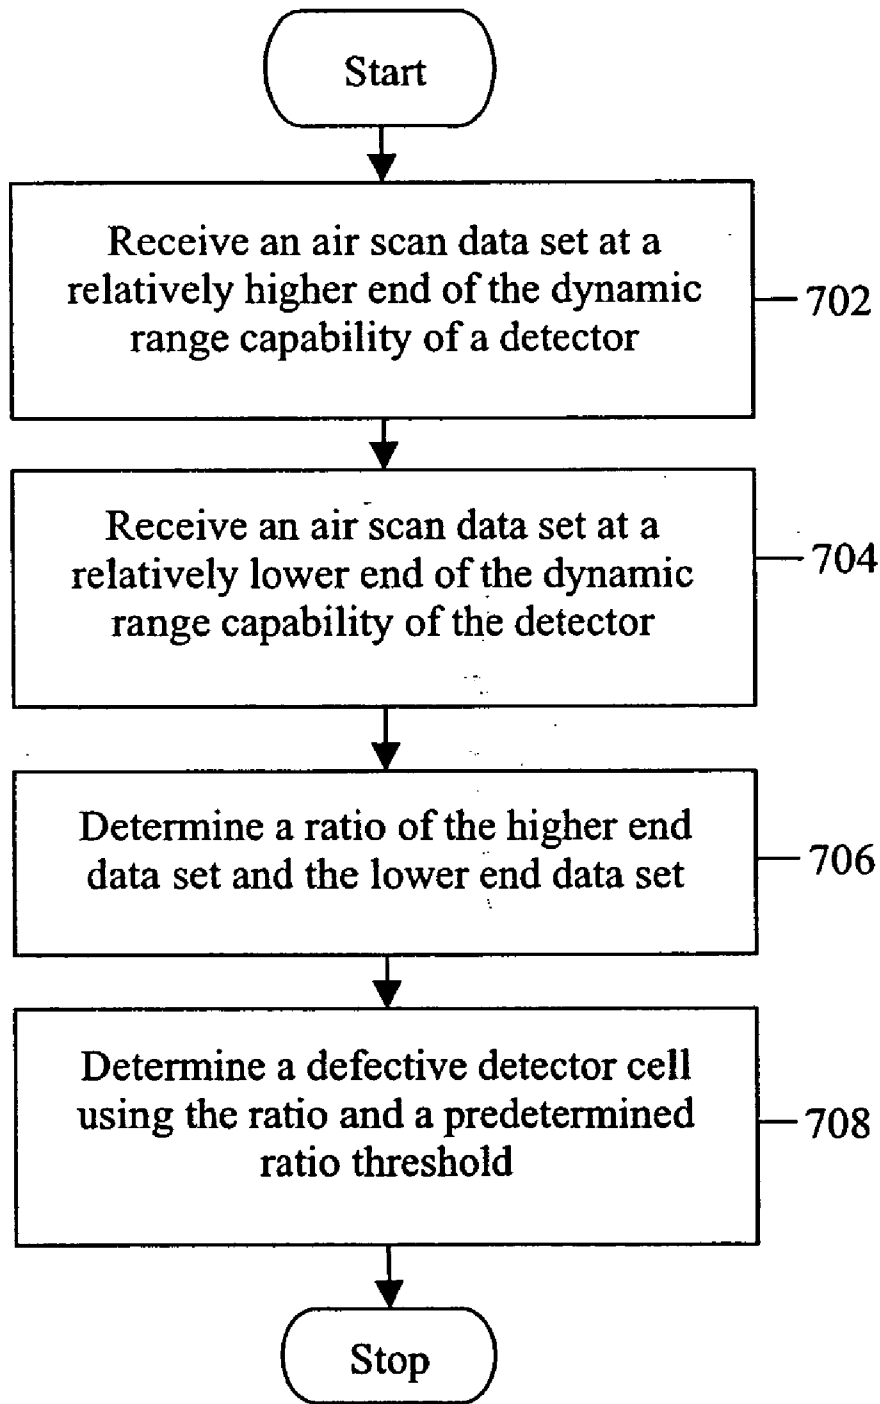 Start
Receive an air scan data set at a
relatively higher end of the dynamic
range capability of a detector
702
Receive an air scan data set at a
relatively lower end of the dynamic
range capability of the detector
704
Determine a ratio of the higher end
data set and the lower end data set
706
Determine a defective detector cell
using the ratio and a predetermined
ratio threshold
708
Stop